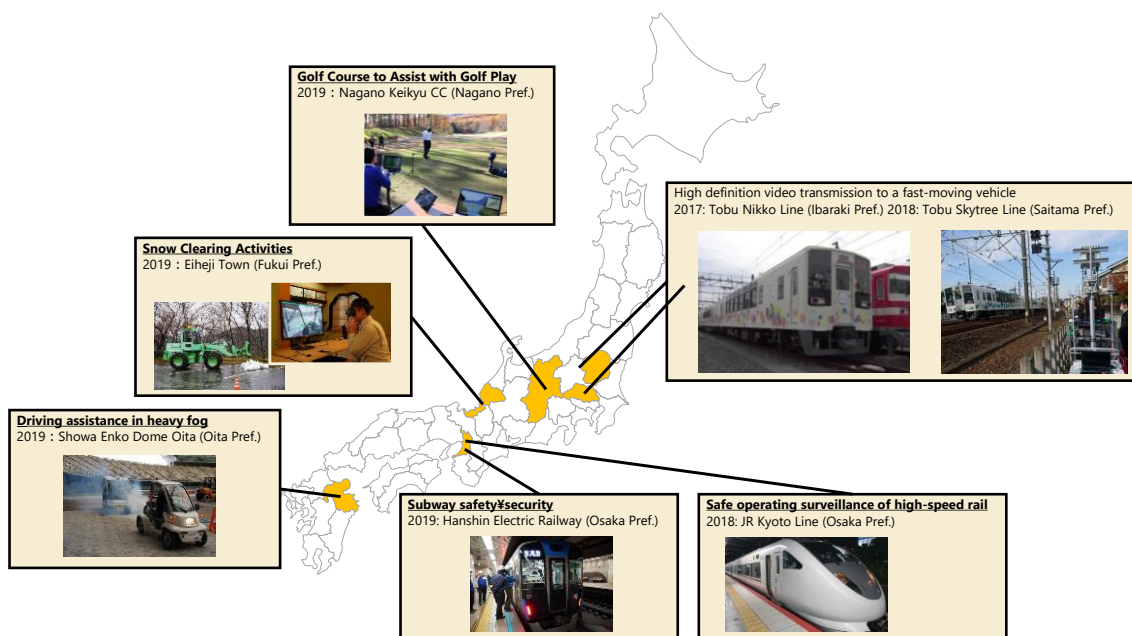 Golf Course to Assist with Golf Play
2019：Nagano Keikyu CC (Nagano Pref.)
High definition video transmission to a fast-moving vehicle
2017: Tobu Nikko Line (Ibaraki Pref.) 2018: Tobu Skytree Line (Saitama Pref.)
Snow Clearing Activities
2019：Eiheji Town (Fukui Pref.)
Driving assistance in heavy fog
2019：Showa Enko Dome Oita (Oita Pref.)
Subway safety¥security
2019: Hanshin Electric Railway (Osaka Pref.)
Safe operating surveillance of high-speed rail
2018: JR Kyoto Line (Osaka Pref.)